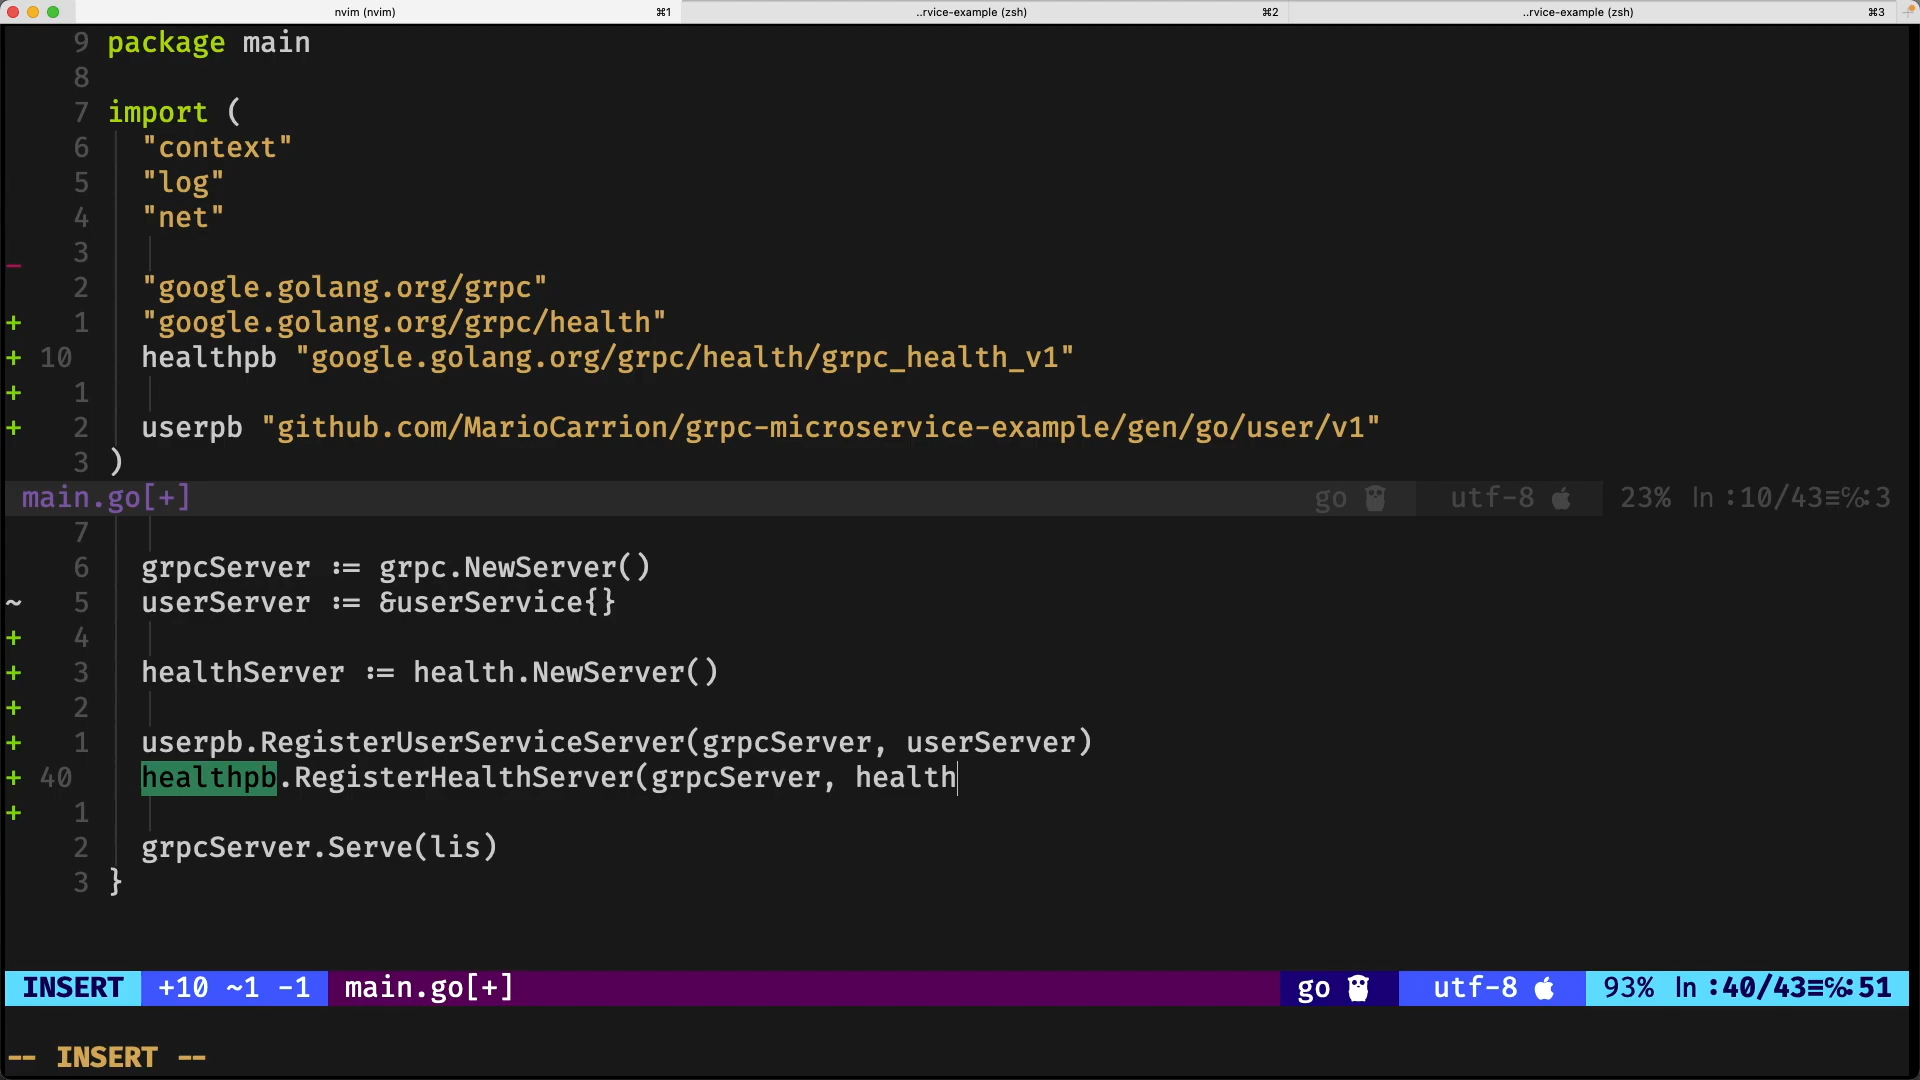 nvim (nvim) ⌘1 ..rvice-example (zsh) ⌘2 ..rvice-example (zsh) ⌘3
9 package main
8
7 import (
6 "context"
5 "log"
4 "net"
3
2 "google.golang.org/grpc"
+ 1 "google.golang.org/grpc/health"
+ 10 healthpb "google.golang.org/grpc/health/grpc_health_v1"
+ 1
+ 2 userpb "github.com/MarioCarrion/grpc-microservice-example/gen/go/user/v1"
3 )
main.go[+] go utf-8 23% ln :10/43≡℅:3
7
6 grpcServer := grpc.NewServer()
~ 5 userServer := &userService{}
+ 4
+ 3 healthServer := health.NewServer()
+ 2
+ 1 userpb.RegisterUserServiceServer(grpcServer, userServer)
+ 40 healthpb.RegisterHealthServer(grpcServer, health
+ 1
2 grpcServer.Serve(lis)
3 }
INSERT +10 ~1 -1 main.go[+] go utf-8 93% ln :40/43≡℅:51
-- INSERT --